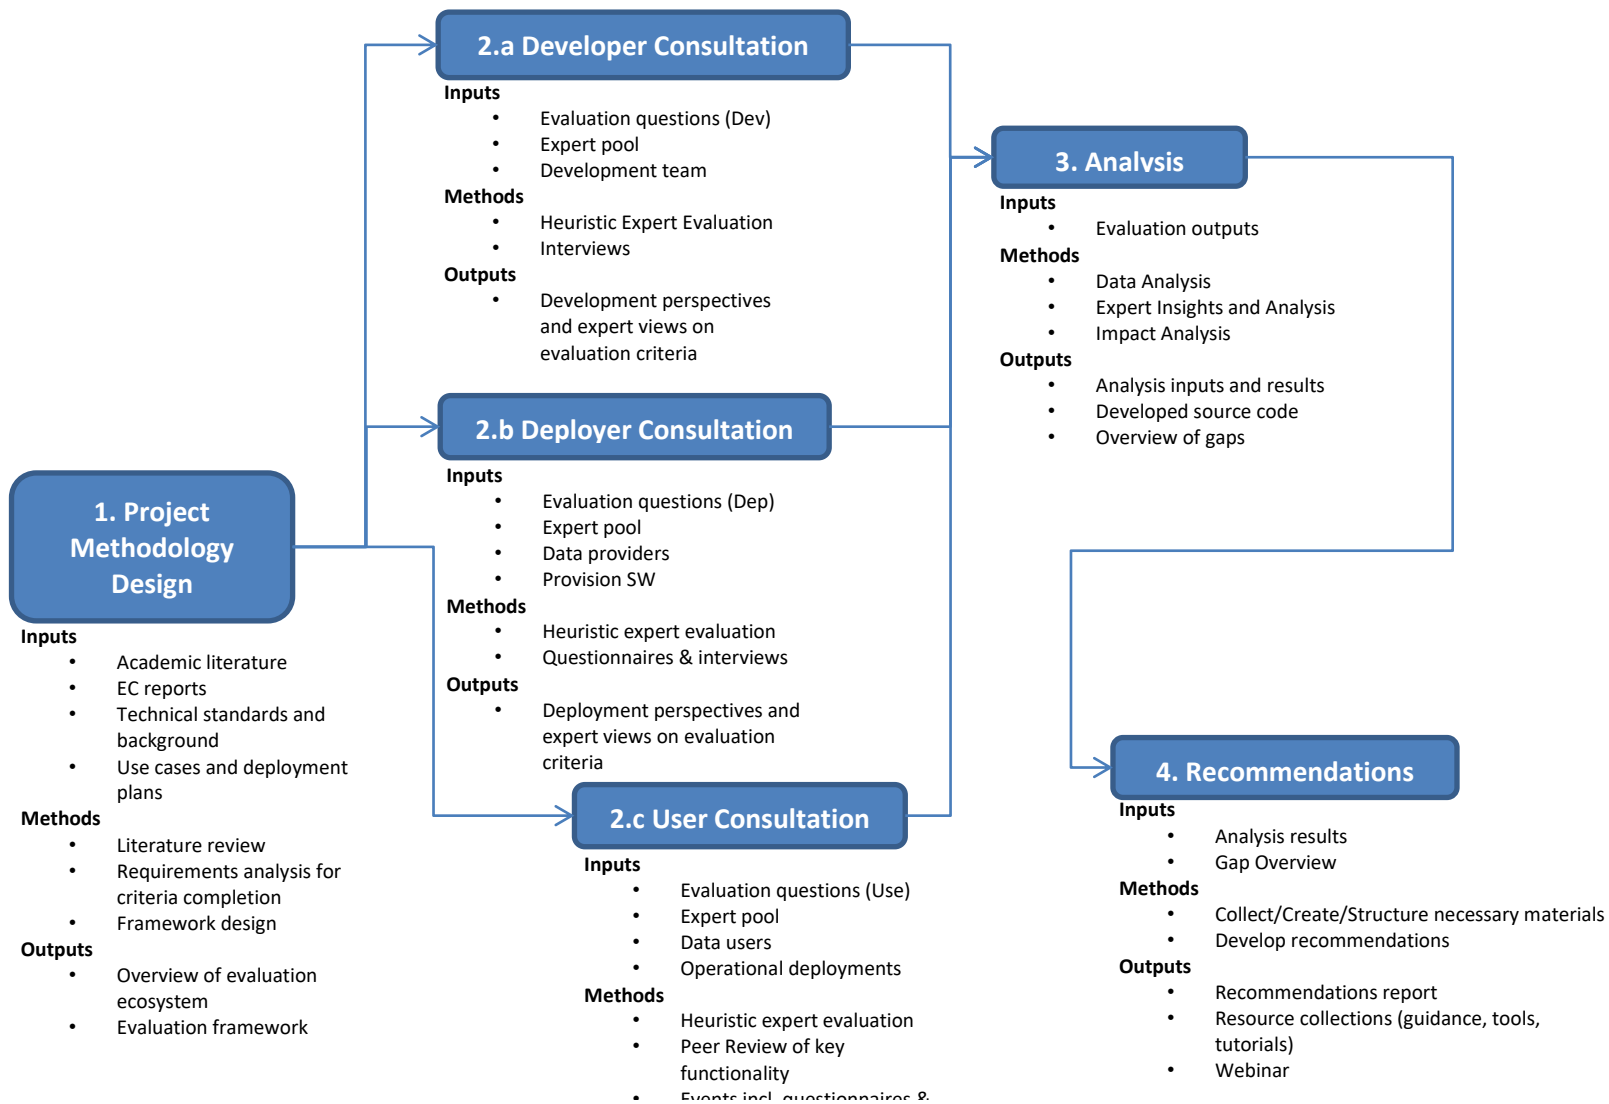 2.a Developer Consultation
Inputs
• Evaluation questions (Dev)
• Expert pool
• Development team
Methods
• Heuristic Expert Evaluation
• Interviews
Outputs
• Development perspectives
and expert views on
evaluation criteria
2.b Deployer Consultation
Inputs
• Evaluation questions (Dep)
• Expert pool
• Data providers
• Provision SW
Methods
• Heuristic expert evaluation
• Questionnaires & interviews
Outputs
• Deployment perspectives and
expert views on evaluation
criteria
1. Project
Methodology
Design
Inputs
• Academic literature
• EC reports
• Technical standards and
background
• Use cases and deployment
plans
Methods
• Literature review
• Requirements analysis for
criteria completion
• Framework design
Outputs
• Overview of evaluation
ecosystem
• Evaluation framework
2.c User Consultation
Inputs
• Evaluation questions (Use)
• Expert pool
• Data users
• Operational deployments
Methods
• Heuristic expert evaluation
• Peer Review of key
functionality
• Events incl. questionnaires &
3. Analysis
Inputs
• Evaluation outputs
Methods
• Data Analysis
• Expert Insights and Analysis
• Impact Analysis
Outputs
• Analysis inputs and results
• Developed source code
• Overview of gaps
4. Recommendations
Inputs
• Analysis results
• Gap Overview
Methods
• Collect/Create/Structure necessary materials
• Develop recommendations
Outputs
• Recommendations report
• Resource collections (guidance, tools,
tutorials)
• Webinar